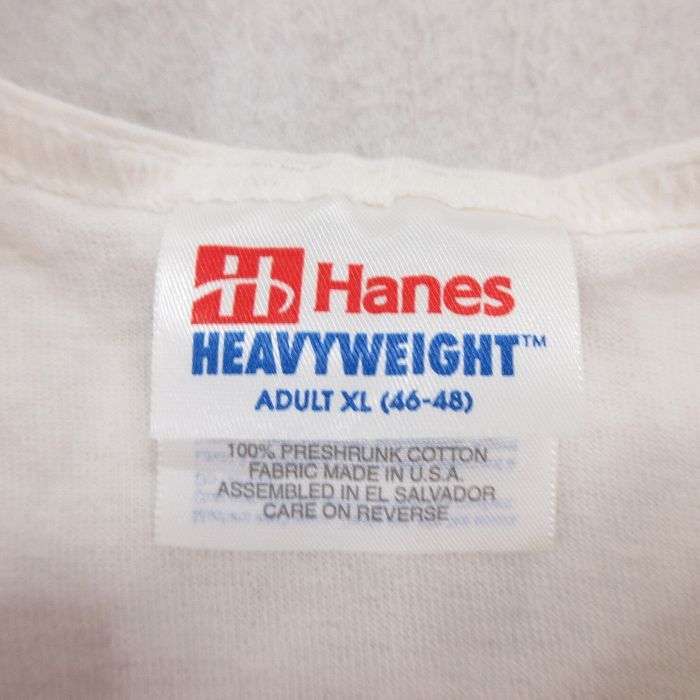 Hanes
HEAVYWEIGHT™
ADULT XL (46-48)
100% PRESHRUNK COTTON
FABRIC MADE IN U.S.A.
ASSEMBLED IN EL SALVADOR
CARE ON REVERSE